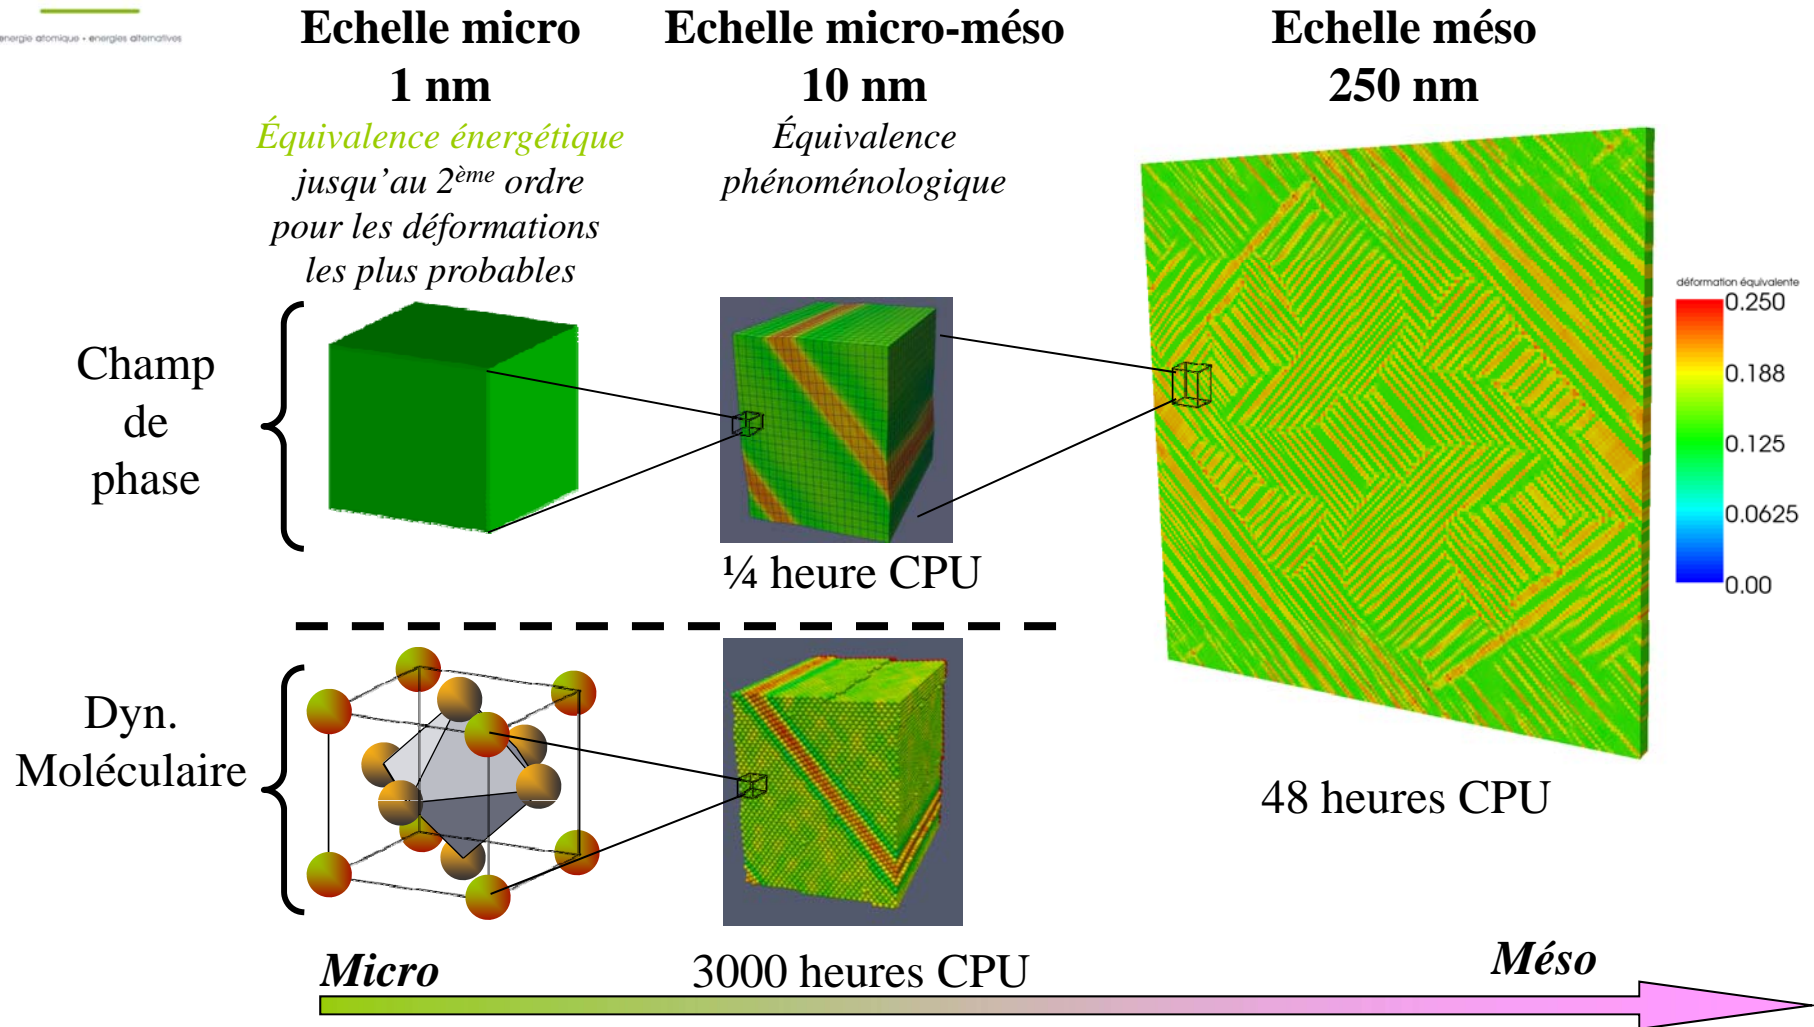 energie atomique • energies alternatives
Echelle micro
1 nm
Équivalence énergétique
jusqu’au 2ème ordre
pour les déformations
les plus probables
Echelle micro-méso
10 nm
Équivalence
phénoménologique
Echelle méso
250 nm
déformation équivalente
0.250
0.188
0.125
0.0625
0.00
Champ
de
phase
¼ heure CPU
Dyn.
Moléculaire
48 heures CPU
Micro
3000 heures CPU
Méso